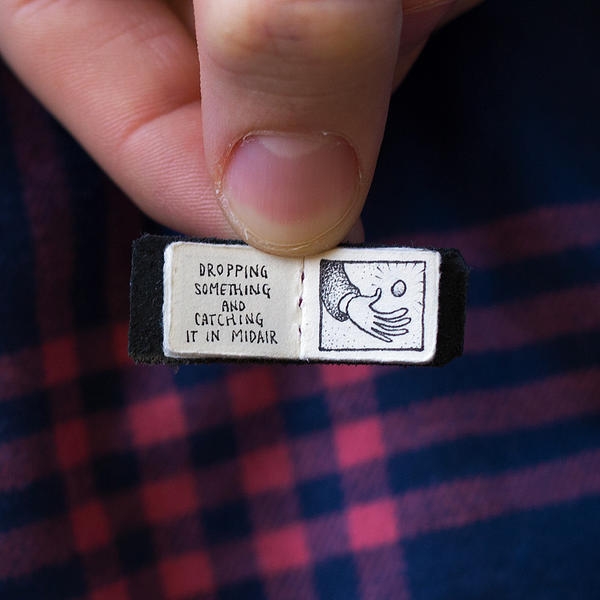 DROPPING
SOMETHING
AND
CATCHING
IT IN MIDAIR